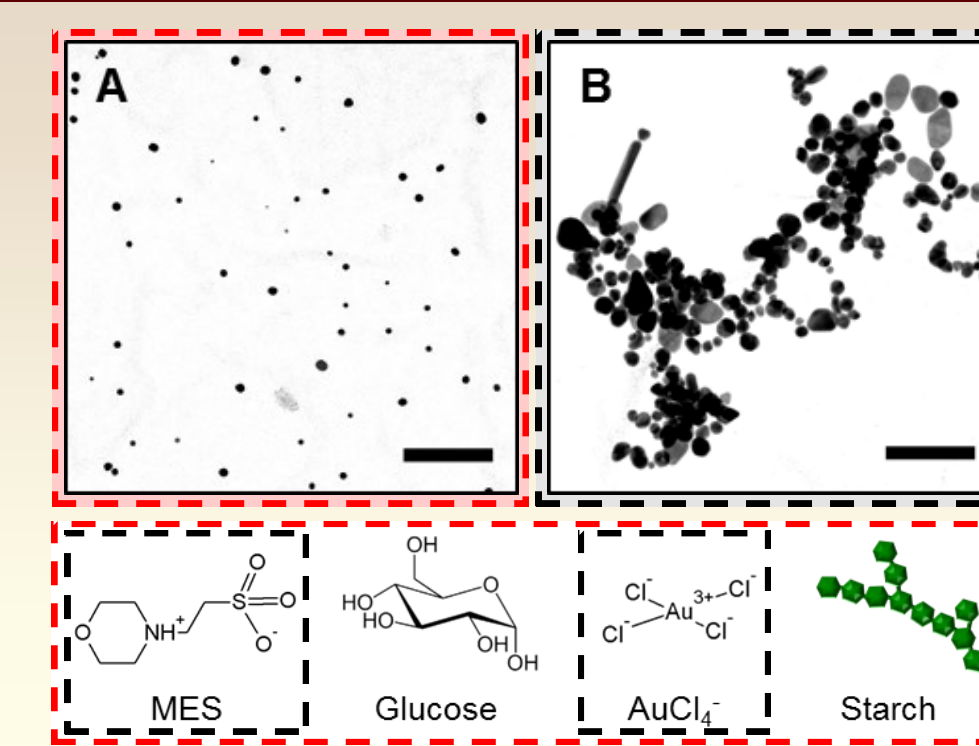 A
B
OH
O
HO
HO
OH
OH
O
NH⁺
S
O
O
O⁻
Cl⁻
Au³⁺
Cl⁻
Cl⁻
Cl⁻
MES
Glucose
AuCl₄⁻
Starch